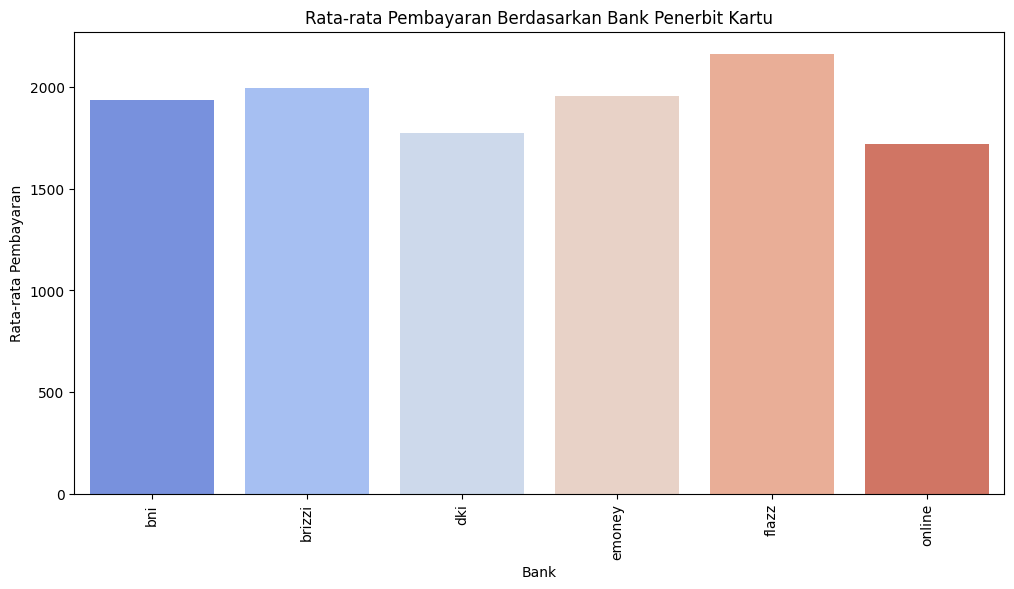 Rata-rata Pembayaran Berdasarkan Bank Penerbit Kartu
Rata-rata Pembayaran
2000
1500
1000
500
0
bni
brizzi
dki
emoney
flazz
online
Bank